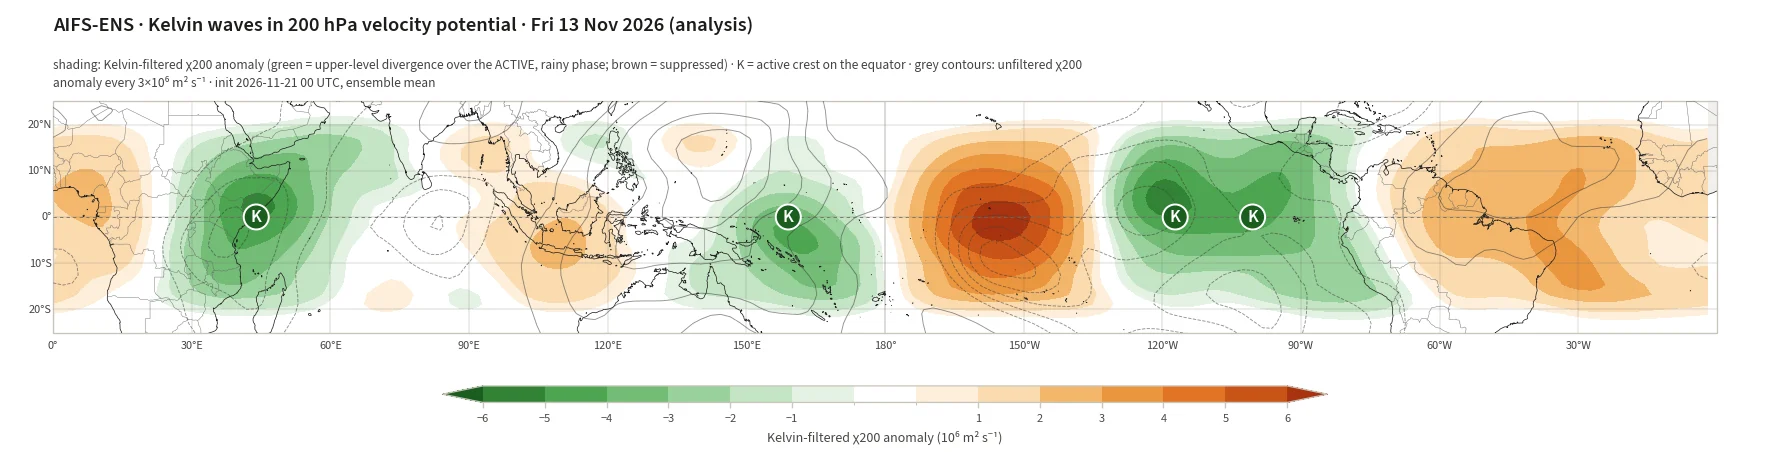 AIFS-ENS · Kelvin waves in 200 hPa velocity potential · Fri 13 Nov 2026 (analysis)
shading: Kelvin-filtered χ200 anomaly (green = upper-level divergence over the ACTIVE, rainy phase; brown = suppressed) · K = active crest on the equator · grey contours: unfiltered χ200
anomaly every 3×10⁶ m² s⁻¹ · init 2026-11-21 00 UTC, ensemble mean
20°N
10°N
0°
10°S
20°S
K K K K
0° 30°E 60°E 90°E 120°E 150°E 180° 150°W 120°W 90°W 60°W 30°W
−6 −5 −4 −3 −2 −1 1 2 3 4 5 6
Kelvin-filtered χ200 anomaly (10⁶ m² s⁻¹)